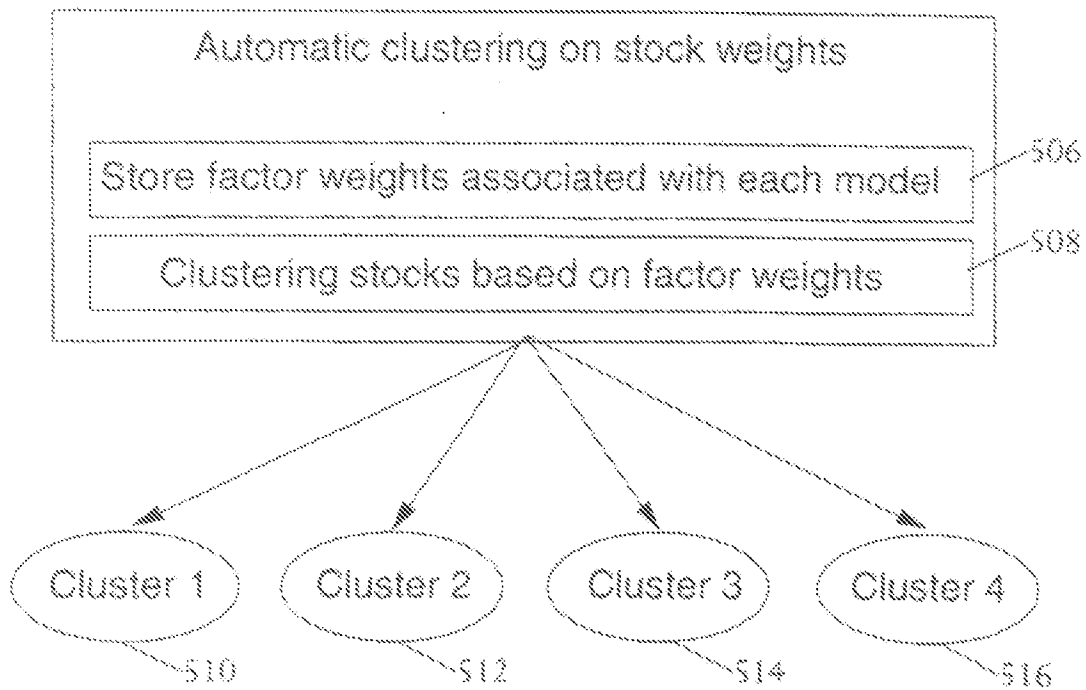 Automatic clustering on stock weights
Store factor weights associated with each model
506
Clustering stocks based on factor weights
508
Cluster 1
Cluster 2
Cluster 3
Cluster 4
510
512
514
516